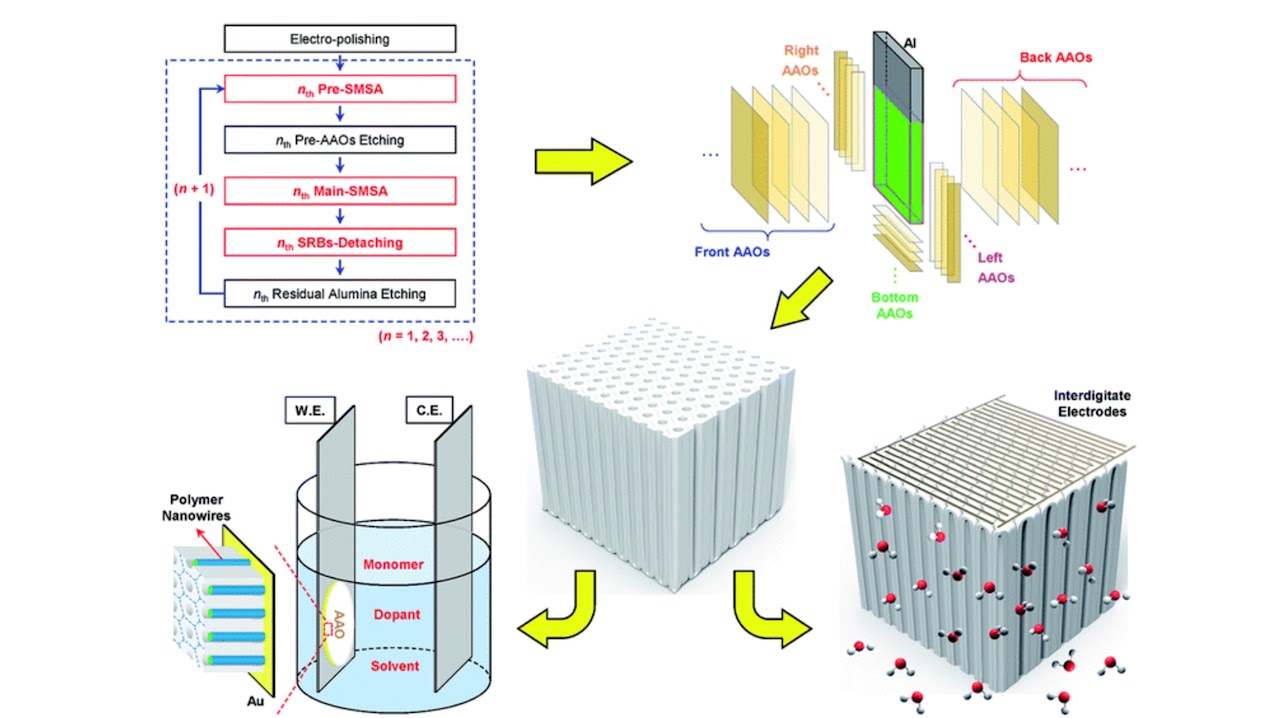 Electro-polishing
nth Pre-SMSA
nth Pre-AAOs Etching
(n + 1)
nth Main-SMSA
nth SRBs-Detaching
nth Residual Alumina Etching
(n = 1, 2, 3, ....)
Al
Right
AAOs
Back AAOs
...
...
Front AAOs
Left
AAOs
Bottom
AAOs
W.E.
C.E.
Polymer
Nanowires
Monomer
Dopant
Solvent
AAO
Au
Interdigitate
Electrodes